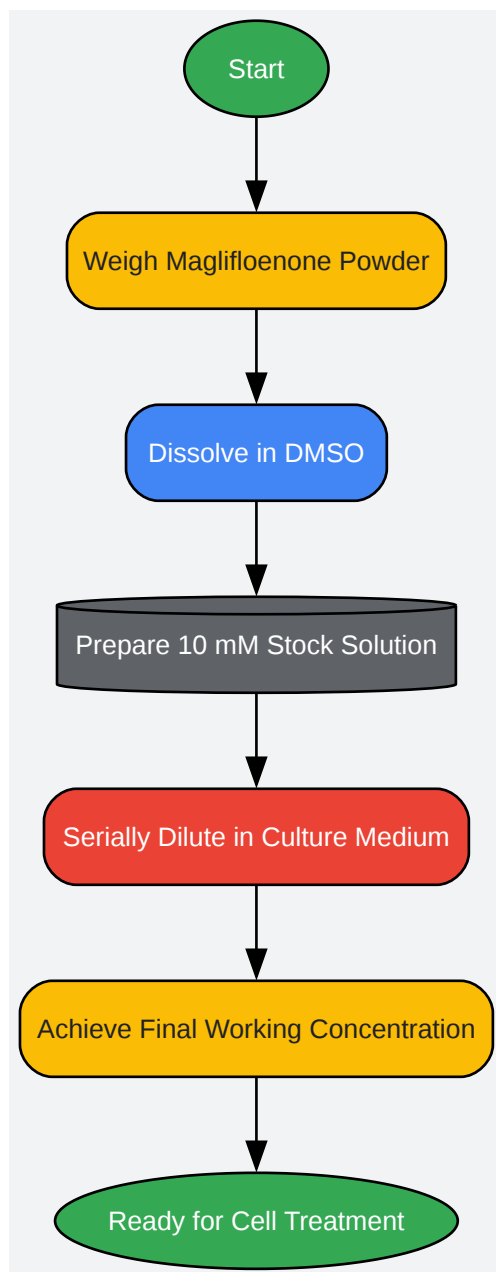 Start
Weigh Maglifloenone Powder
Dissolve in DMSO
Prepare 10 mM Stock Solution
Serially Dilute in Culture Medium
Achieve Final Working Concentration
Ready for Cell Treatment